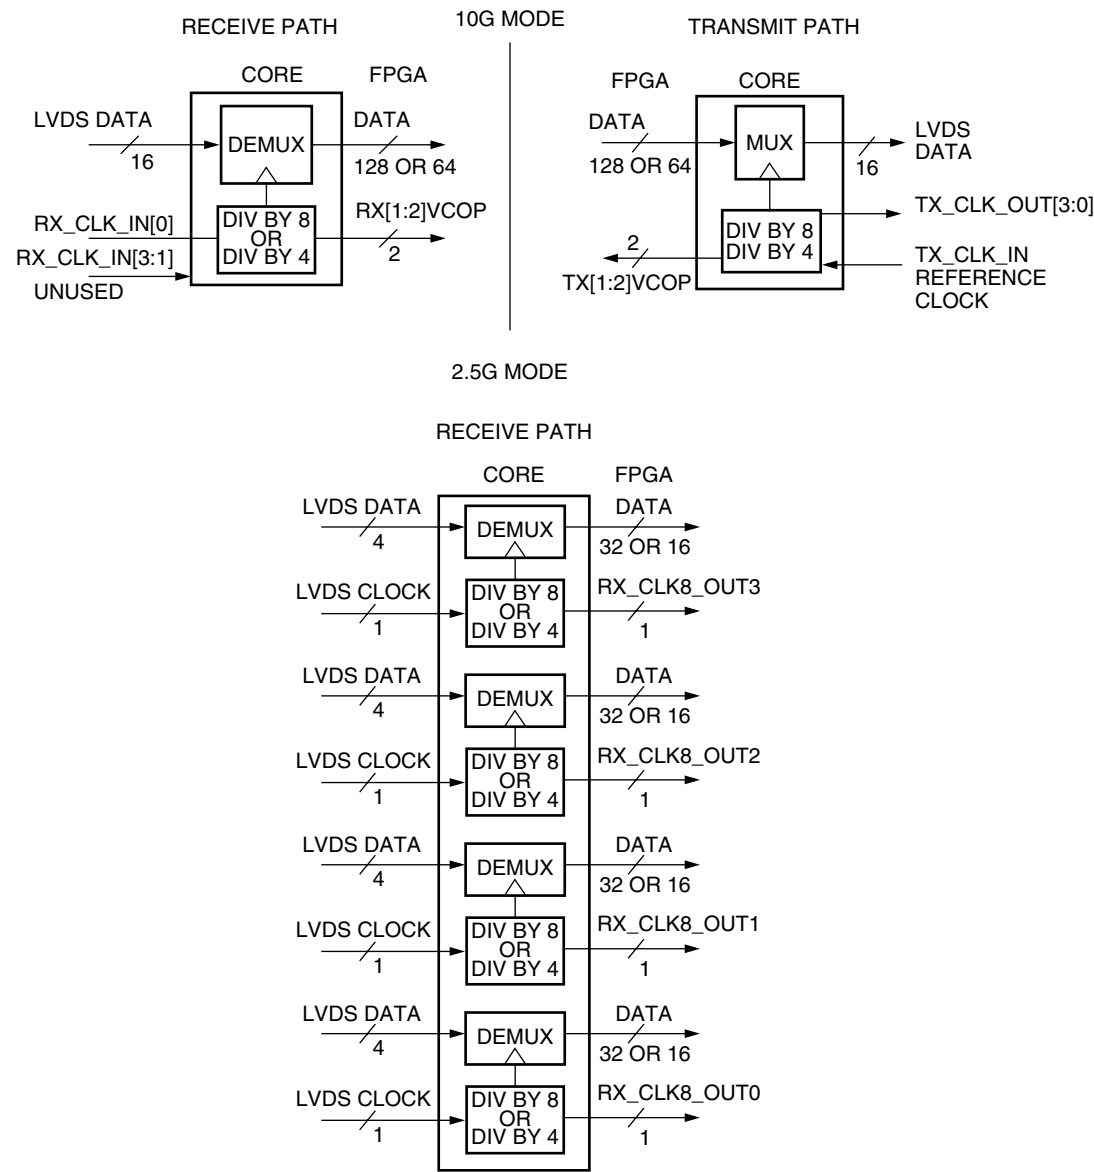 10G MODE
RECEIVE PATH
CORE
FPGA
LVDS DATA
16
DEMUX
DATA
128 OR 64
RX_CLK_IN[0]
DIV BY 8
OR
DIV BY 4
RX[1:2]VCOP
2
RX_CLK_IN[3:1]
UNUSED
TRANSMIT PATH
FPGA
CORE
DATA
128 OR 64
MUX
16
LVDS
DATA
TX_CLK_OUT[3:0]
DIV BY 8
DIV BY 4
2
TX[1:2]VCOP
TX_CLK_IN
REFERENCE
CLOCK
2.5G MODE
RECEIVE PATH
CORE
FPGA
LVDS DATA
4
DEMUX
DATA
32 OR 16
LVDS CLOCK
1
DIV BY 8
OR
DIV BY 4
RX_CLK8_OUT3
1
LVDS DATA
4
DEMUX
DATA
32 OR 16
LVDS CLOCK
1
DIV BY 8
OR
DIV BY 4
RX_CLK8_OUT2
1
LVDS DATA
4
DEMUX
DATA
32 OR 16
LVDS CLOCK
1
DIV BY 8
OR
DIV BY 4
RX_CLK8_OUT1
1
LVDS DATA
4
DEMUX
DATA
32 OR 16
LVDS CLOCK
1
DIV BY 8
OR
DIV BY 4
RX_CLK8_OUT0
1